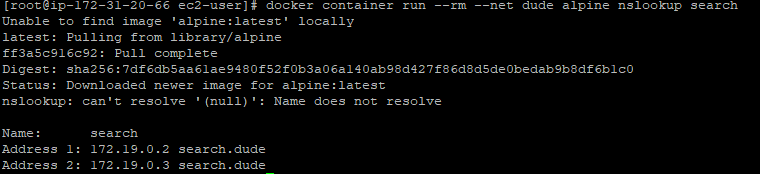 [root@ip-172-31-20-66 ec2-user]# docker container run --rm --net dude alpine nslookup search
Unable to find image 'alpine:latest' locally
latest: Pulling from library/alpine
ff3a5c916c92: Pull complete
Digest: sha256:7df6db5aa61ae9480f52f0b3a06a140ab98d427f86d8d5de0bedab9b8df6b1c0
Status: Downloaded newer image for alpine:latest
nslookup: can't resolve '(null)': Name does not resolve
Name:      search
Address 1: 172.19.0.2 search.dude
Address 2: 172.19.0.3 search.dude